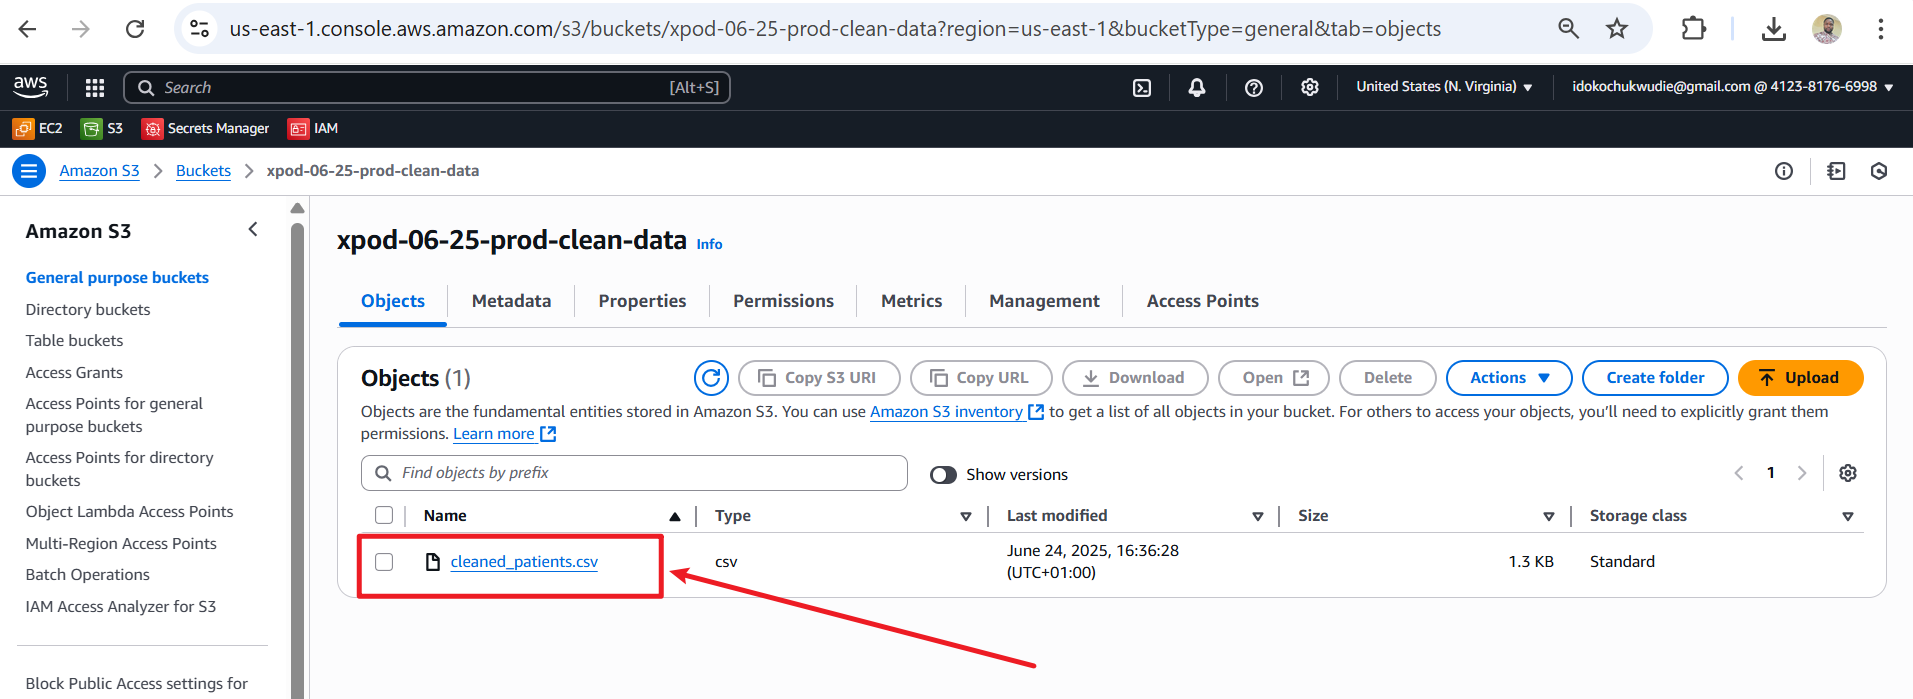 us-east-1.console.aws.amazon.com/s3/buckets/xpod-06-25-prod-clean-data?region=us-east-1&bucketType=general&tab=objects
aws
Search
[Alt+S]
United States (N. Virginia)
idokochukwudie@gmail.com @ 4123-8176-6998
EC2
S3
Secrets Manager
IAM
Amazon S3
Buckets
xpod-06-25-prod-clean-data
Amazon S3
General purpose buckets
Directory buckets
Table buckets
Access Grants
Access Points for general
purpose buckets
Access Points for directory
buckets
Object Lambda Access Points
Multi-Region Access Points
Batch Operations
IAM Access Analyzer for S3
Block Public Access settings for
xpod-06-25-prod-clean-data Info
Objects
Metadata
Properties
Permissions
Metrics
Management
Access Points
Objects (1)
Copy S3 URI
Copy URL
Download
Open
Delete
Actions
Create folder
Upload
Objects are the fundamental entities stored in Amazon S3. You can use Amazon S3 inventory to get a list of all objects in your bucket. For others to access your objects, you'll need to explicitly grant them
permissions. Learn more
Find objects by prefix
Show versions
1
Name
Type
Last modified
Size
Storage class
cleaned_patients.csv
csv
June 24, 2025, 16:36:28
(UTC+01:00)
1.3 KB
Standard